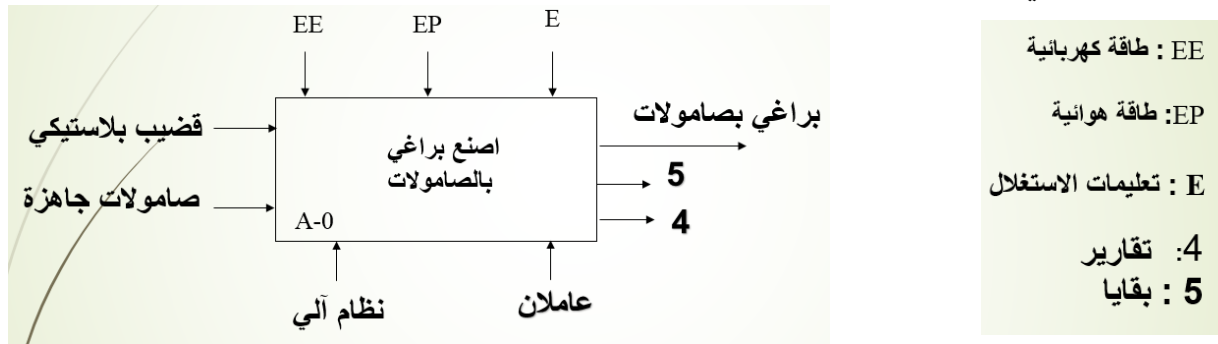 EE EP E
قضيب بلاستيكي
صامولات جاهزة
اصنع براغي
بالصامولات
A-0
براغي بصامولات
5
4
نظام آلي
عاملان
EE : طاقة كهربائية
EP: طاقة هوائية
E : تعليمات الاستغلال
4: تقارير
5 : بقايا